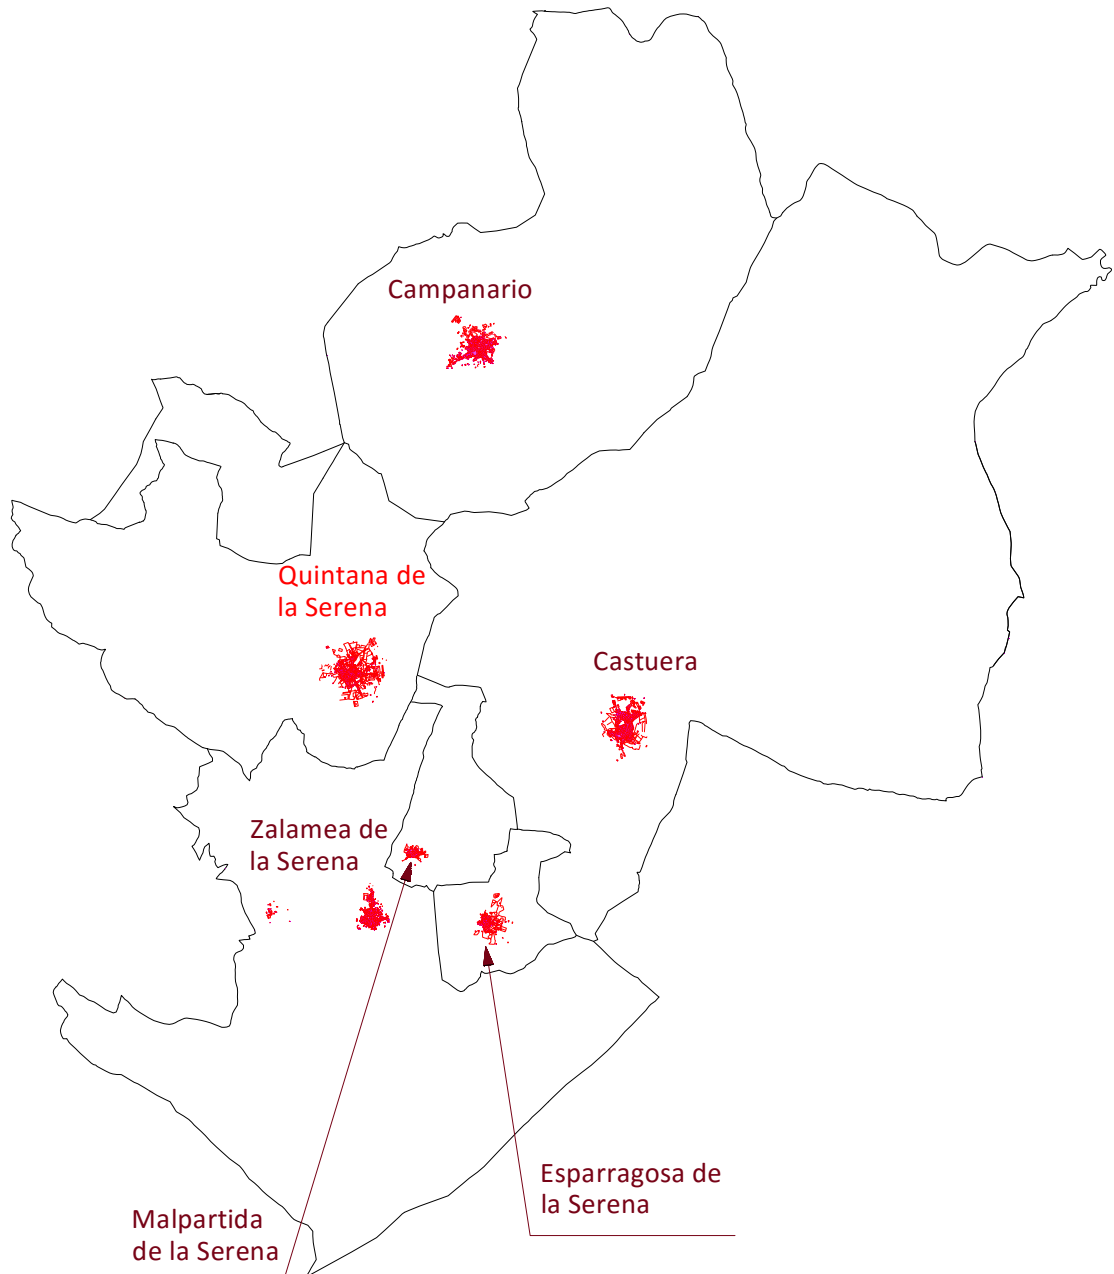 Campanario
Quintana de
la Serena
Castuera
Zalamea de
la Serena
Esparragosa de
la Serena
Malpartida
de la Serena